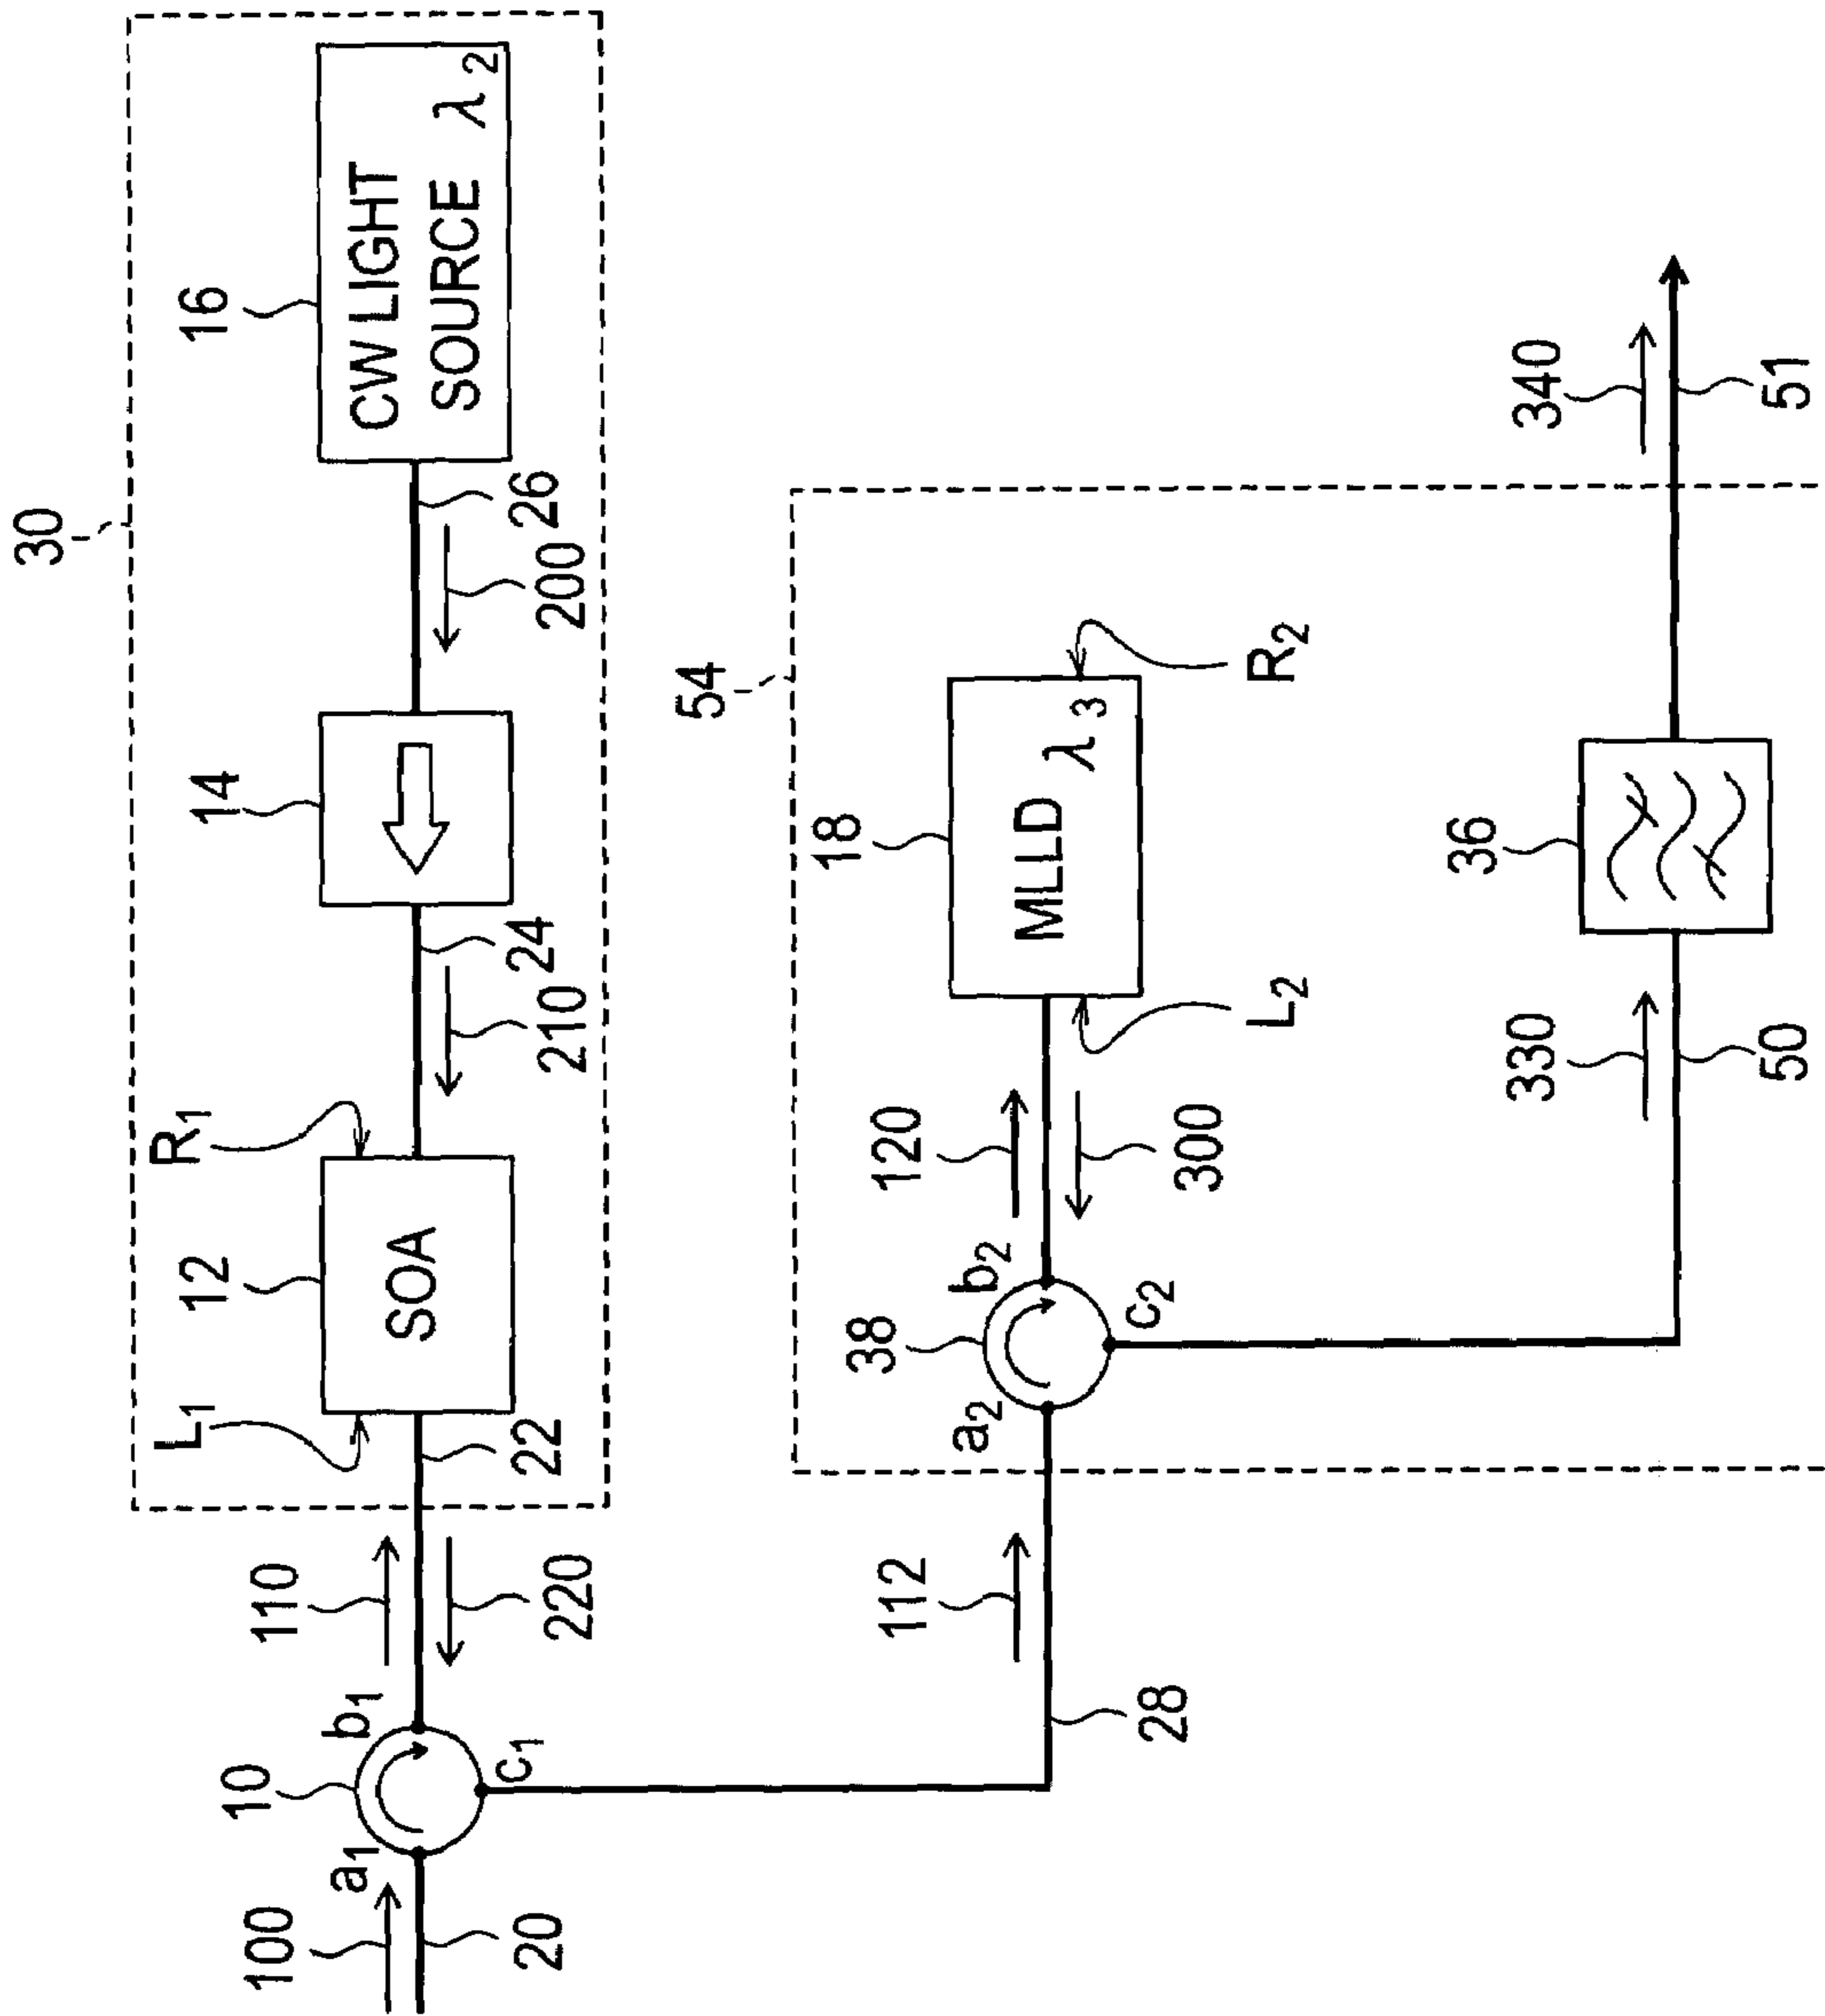 30
16
CW LIGHT
SOURCE λ2
14
26
200
24
210
R1
12
SOA
L1
22
110
220
10
a1
b1
c1
100
20
54
18
MLLD λ3
R2
L2
120
300
38
a2
b2
c2
112
28
36
330
50
340
51